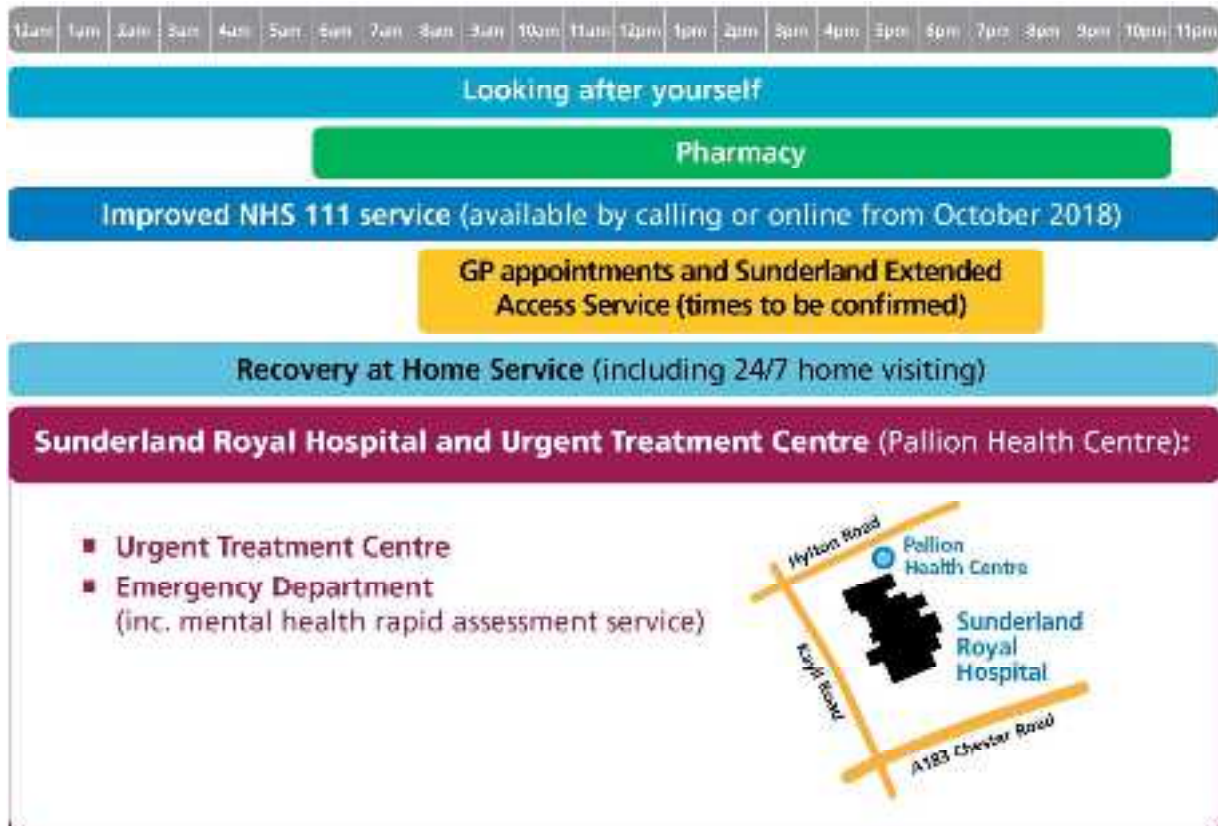 12am 1am 2am 3am 4am 5am 6am 7am 8am 9am 10am 11am 12pm 1pm 2pm 3pm 4pm 5pm 6pm 7pm 8pm 9pm 10pm 11pm
Looking after yourself
Pharmacy
Improved NHS 111 service (available by calling or online from October 2018)
GP appointments and Sunderland Extended
Access Service (times to be confirmed)
Recovery at Home Service (including 24/7 home visiting)
Sunderland Royal Hospital and Urgent Treatment Centre (Pallion Health Centre):
■ Urgent Treatment Centre
■ Emergency Department
(inc. mental health rapid assessment service)
Hylton Road
Pallion
Health Centre
Sunderland
Royal
Hospital
Kayll Road
A183 Chester Road